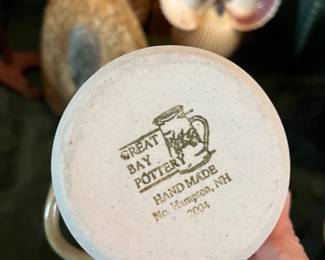 GREAT
BAY
POTTERY
HAND MADE
No. Hampton, NH
2004